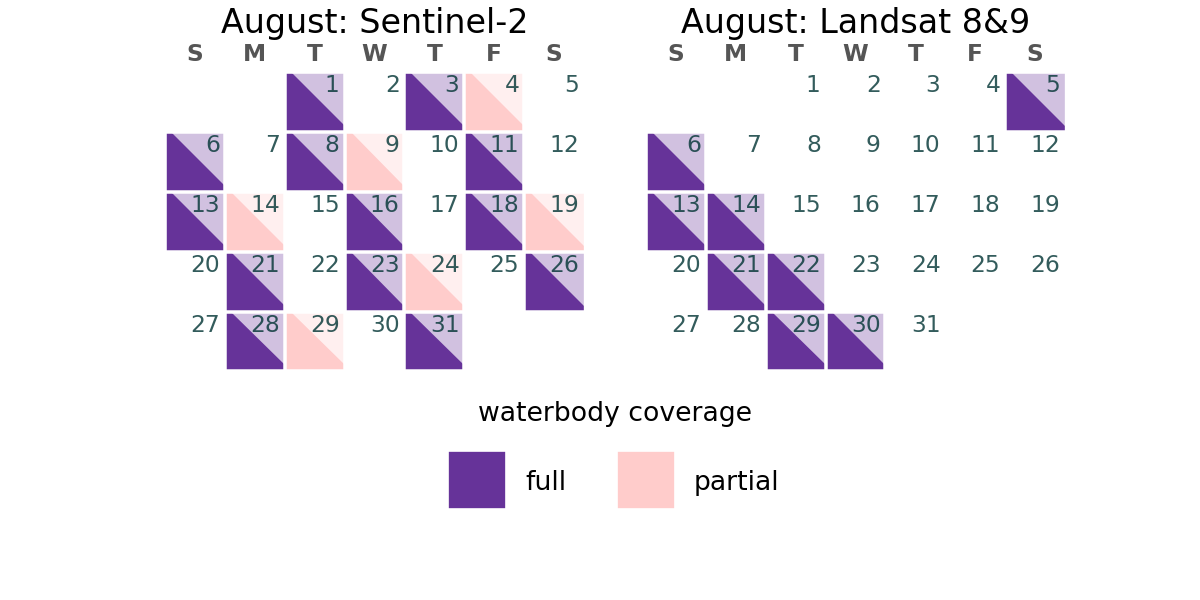 August: Sentinel-2
S M T W T F S
1 2 3 4 5
6 7 8 9 10 11 12
13 14 15 16 17 18 19
20 21 22 23 24 25 26
27 28 29 30 31
August: Landsat 8&9
S M T W T F S
1 2 3 4 5
6 7 8 9 10 11 12
13 14 15 16 17 18 19
20 21 22 23 24 25 26
27 28 29 30 31
waterbody coverage
full partial